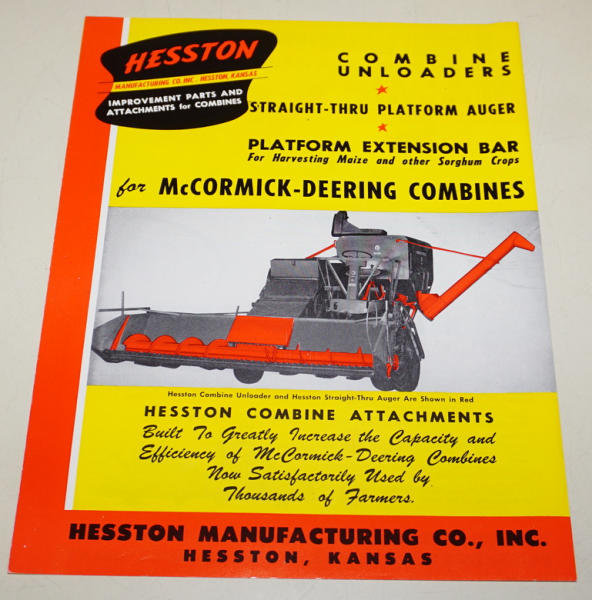 HESSTON
MANUFACTURING CO. INC. HESSTON, KANSAS
IMPROVEMENT PARTS AND
ATTACHMENTS for COMBINES
COMBINE
UNLOADERS
STRAIGHT-THRU PLATFORM AUGER
PLATFORM EXTENSION BAR
For Harvesting Maize and other Sorghum Crops
for McCORMICK-DEERING COMBINES
Hesston Combine Unloader and Hesston Straight-Thru Auger Are Shown in Red
HESSTON COMBINE ATTACHMENTS
Built To Greatly Increase the Capacity and
Efficiency of McCormick-Deering Combines
Now Satisfactorily Used by
Thousands of Farmers.
HESSTON MANUFACTURING CO., INC.
HESSTON, KANSAS